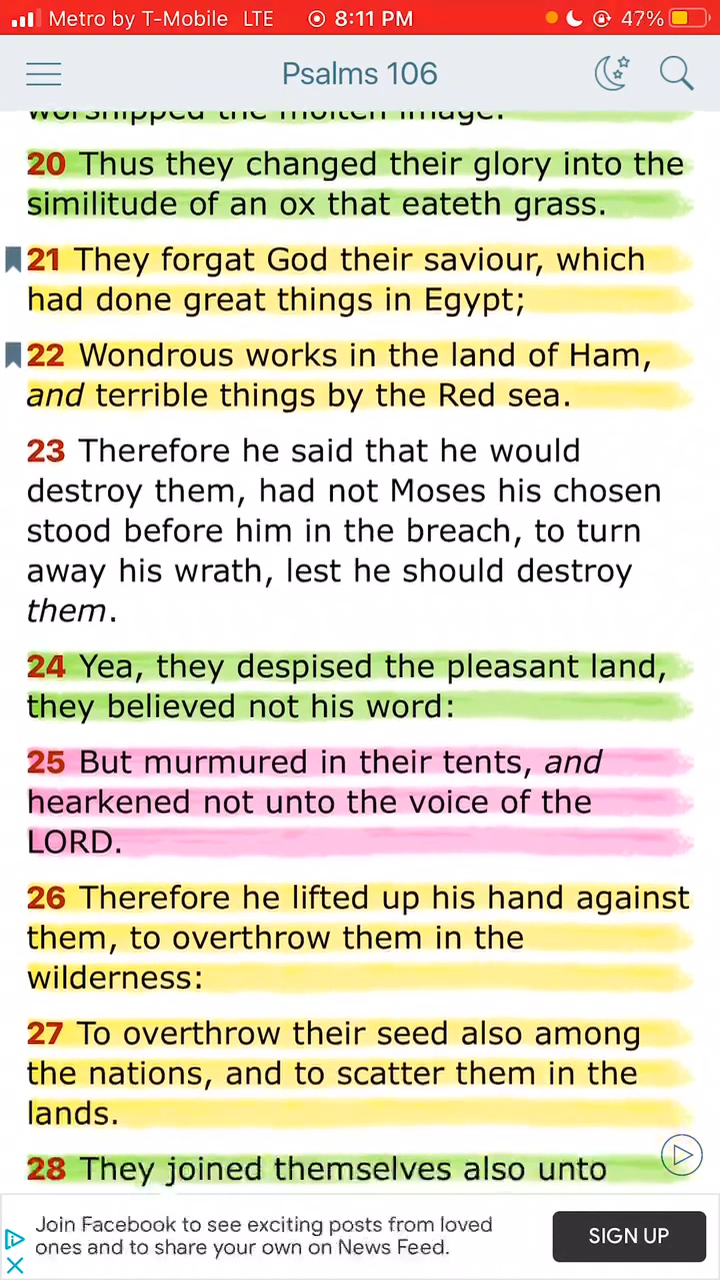 Metro by T-Mobile LTE 8:11 PM 47%
Psalms 106
worshipped the molten image.
20 Thus they changed their glory into the
similitude of an ox that eateth grass.
21 They forgat God their saviour, which
had done great things in Egypt;
22 Wondrous works in the land of Ham,
and terrible things by the Red sea.
23 Therefore he said that he would
destroy them, had not Moses his chosen
stood before him in the breach, to turn
away his wrath, lest he should destroy
them.
24 Yea, they despised the pleasant land,
they believed not his word:
25 But murmured in their tents, and
hearkened not unto the voice of the
LORD.
26 Therefore he lifted up his hand against
them, to overthrow them in the
wilderness:
27 To overthrow their seed also among
the nations, and to scatter them in the
lands.
28 They joined themselves also unto
Join Facebook to see exciting posts from loved
ones and to share your own on News Feed.
SIGN UP